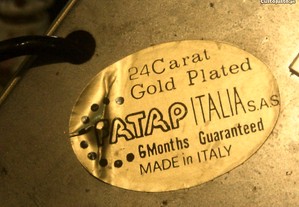 24 Carat
Gold Plated
PATAP ITALIA S.A.S
6 Months Guaranteed
MADE in ITALY